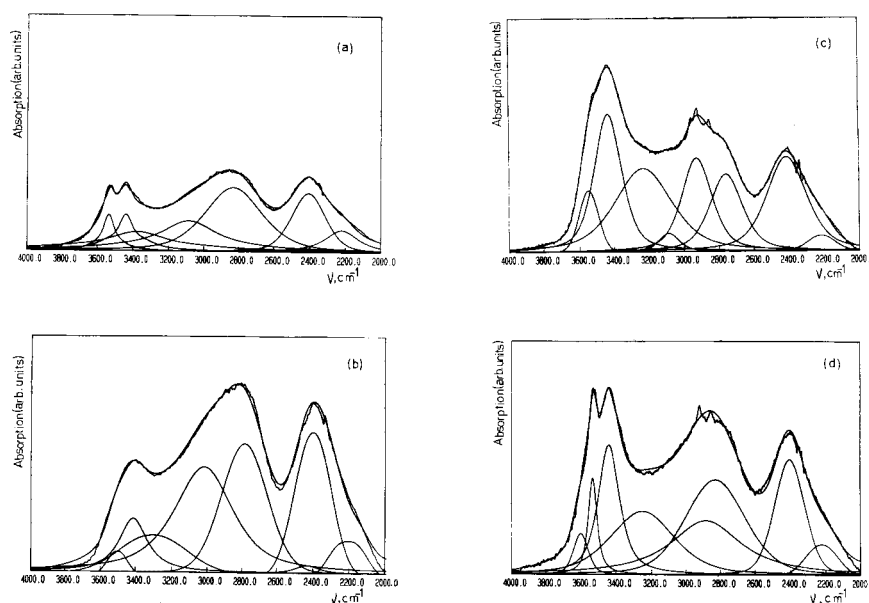 (a)
Absorption(arb.units)
4000.0 3800.0 3600.0 3400.0 3200.0 3000.0 2800.0 2600.0 2400.0 2200.0 2000.0
ν,cm⁻¹
(c)
Absorption(arb.units)
4000.0 3800.0 3600.0 3400.0 3200.0 3000.0 2800.0 2600.0 2400.0 2200.0 2000
ν,cm⁻¹
(b)
Absorption(arb.units)
4000.0 3800.0 3600.0 3400.0 3200.0 3000.0 2800.0 2600.0 2400.0 2200.0 2000.0
ν.cm⁻¹
(d)
Absorption(arb.units)
4000.0 3800.0 3600.0 3400.0 3200.0 3000.0 2800.0 2600.0 2400.0 2200.0 2000.0
ν, cm⁻¹